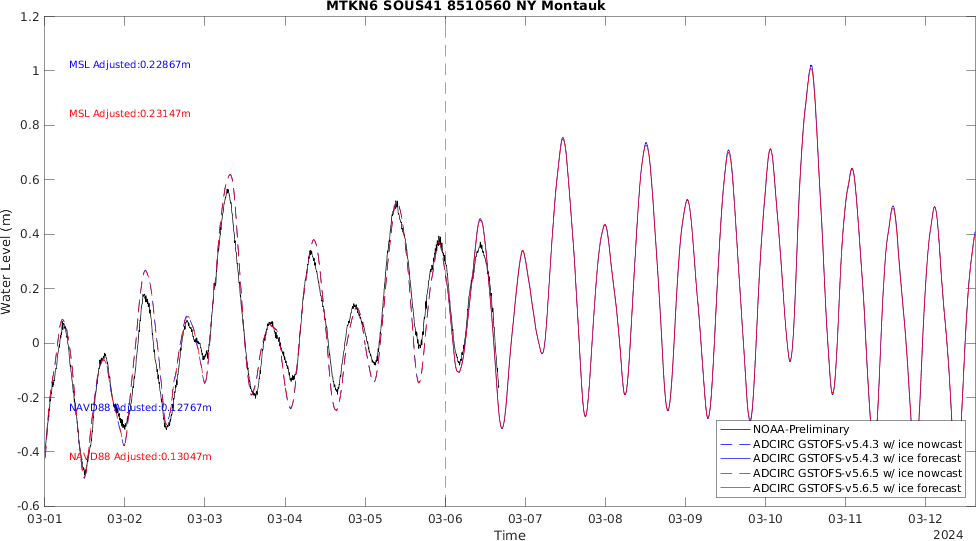 MTKN6 SOUS41 8510560 NY Montauk
1.2
1
0.8
0.6
0.4
0.2
0
-0.2
-0.4
-0.6
Water Level (m)
MSL Adjusted:0.22867m
MSL Adjusted:0.23147m
NAVD88 Adjusted:0.12767m
NAVD88 Adjusted:0.13047m
NOAA-Preliminary
ADCIRC GSTOFS-v5.4.3 w/ ice nowcast
ADCIRC GSTOFS-v5.4.3 w/ ice forecast
ADCIRC GSTOFS-v5.6.5 w/ ice nowcast
ADCIRC GSTOFS-v5.6.5 w/ ice forecast
03-01 03-02 03-03 03-04 03-05 03-06 03-07 03-08 03-09 03-10 03-11 03-12
Time
2024